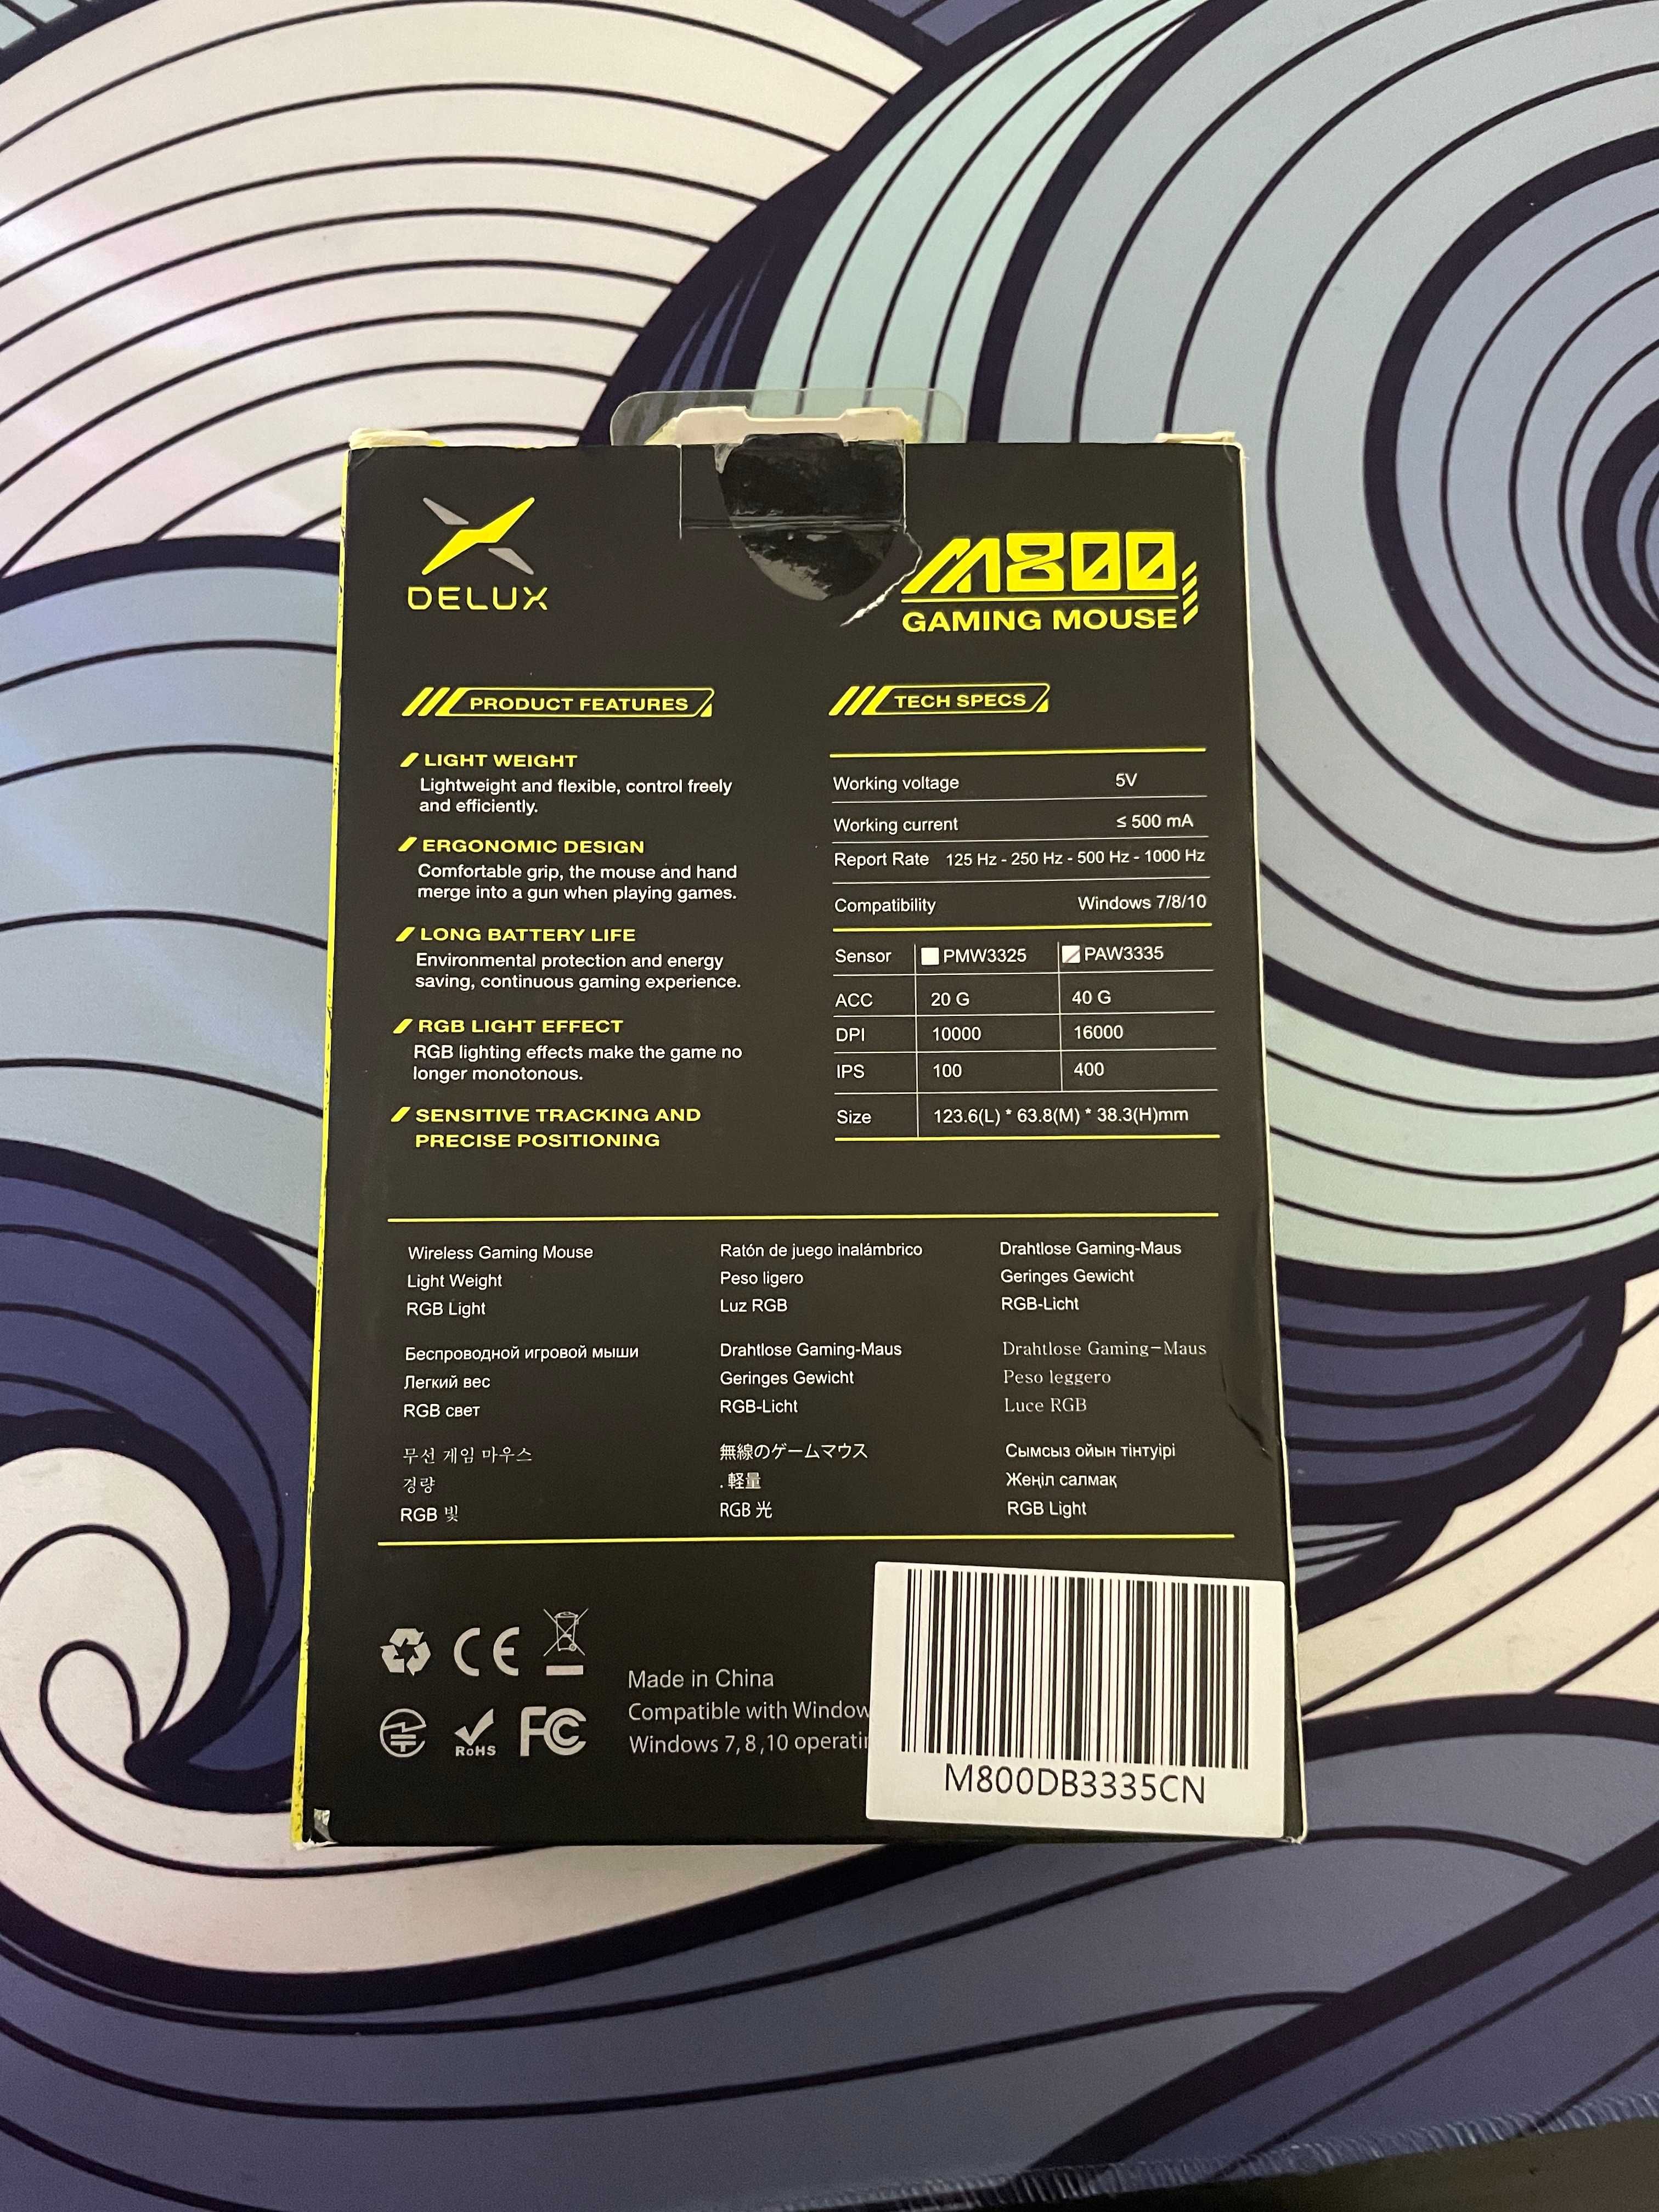 DELUX
M800
GAMING MOUSE
PRODUCT FEATURES
LIGHT WEIGHT
Lightweight and flexible, control freely
and efficiently.
ERGONOMIC DESIGN
Comfortable grip, the mouse and hand
merge into a gun when playing games.
LONG BATTERY LIFE
Environmental protection and energy
saving, continuous gaming experience.
RGB LIGHT EFFECT
RGB lighting effects make the game no
longer monotonous.
SENSITIVE TRACKING AND
PRECISE POSITIONING
TECH SPECS
Working voltage 5V
Working current ≤ 500 mA
Report Rate 125 Hz - 250 Hz - 500 Hz - 1000 Hz
Compatibility Windows 7/8/10
Sensor PMW3325 PAW3335
ACC 20 G 40 G
DPI 10000 16000
IPS 100 400
Size 123.6(L) * 63.8(M) * 38.3(H)mm
Wireless Gaming Mouse
Light Weight
RGB Light
Ratón de juego inalámbrico
Peso ligero
Luz RGB
Drahtlose Gaming-Maus
Geringes Gewicht
RGB-Licht
Беспроводной игровой мыши
Легкий вес
RGB свет
Drahtlose Gaming-Maus
Geringes Gewicht
RGB-Licht
Drahtlose Gaming-Maus
Peso leggero
Luce RGB
무선 게임 마우스
경량
RGB 빛
無線のゲームマウス
. 軽量
RGB 光
Сымсыз ойын тінтуірі
Жеңіл салмақ
RGB Light
CE
RoHS
FC
Made in China
Compatible with Window
Windows 7, 8 ,10 operatin
M800DB3335CN